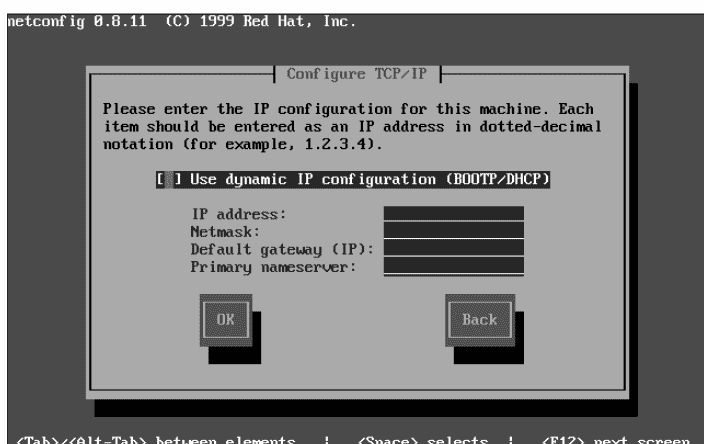 netconfig 0.8.11 (C) 1999 Red Hat, Inc.
Configure TCP/IP
Please enter the IP configuration for this machine. Each
item should be entered as an IP address in dotted-decimal
notation (for example, 1.2.3.4).
[ ] Use dynamic IP configuration (BOOTP/DHCP)
IP address:
Netmask:
Default gateway (IP):
Primary nameserver:
OK Back
<Tab>/<Alt-Tab> between elements | <Space> selects | <F12> next screen